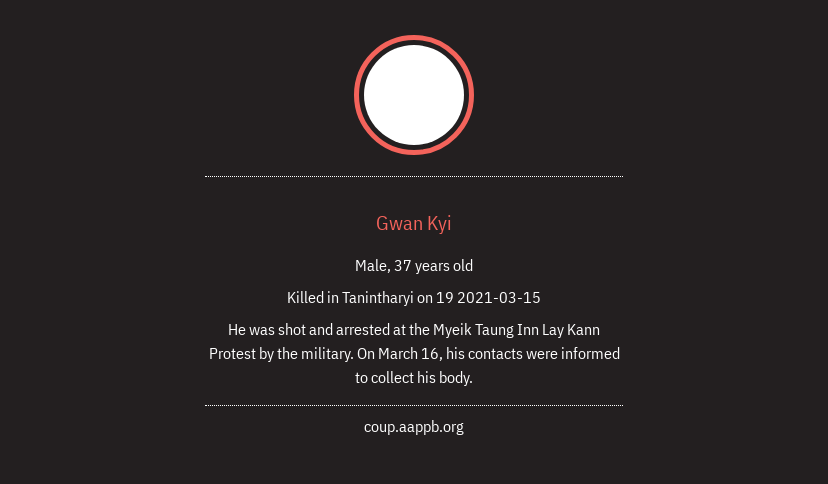 Gwan Kyi
Male, 37 years old
Killed in Tanintharyi on 19 2021-03-15
He was shot and arrested at the Myeik Taung Inn Lay Kann
Protest by the military. On March 16, his contacts were informed
to collect his body.
coup.aappb.org